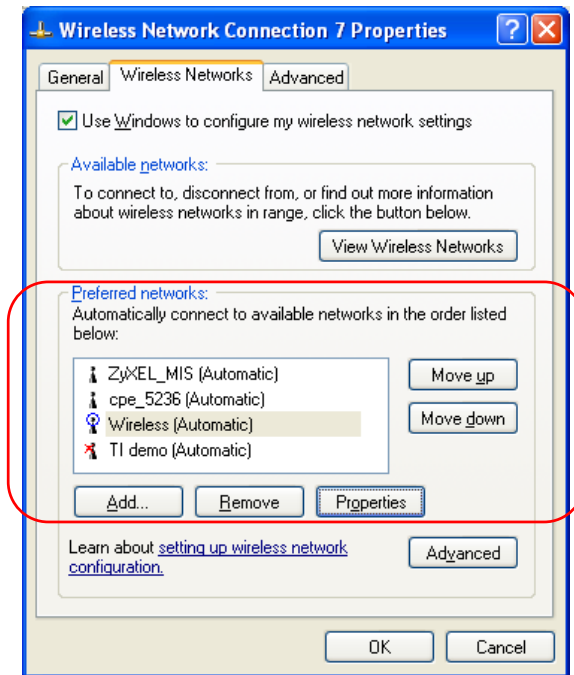 Wireless Network Connection 7 Properties
General Wireless Networks Advanced
Use Windows to configure my wireless network settings
Available networks:
To connect to, disconnect from, or find out more information
about wireless networks in range, click the button below.
View Wireless Networks
Preferred networks:
Automatically connect to available networks in the order listed
below:
ZyXEL_MIS (Automatic)
Move up
cpe_5236 (Automatic)
Wireless (Automatic)
Move down
TI demo (Automatic)
Add... Remove Properties
Learn about setting up wireless network
configuration.
Advanced
OK Cancel